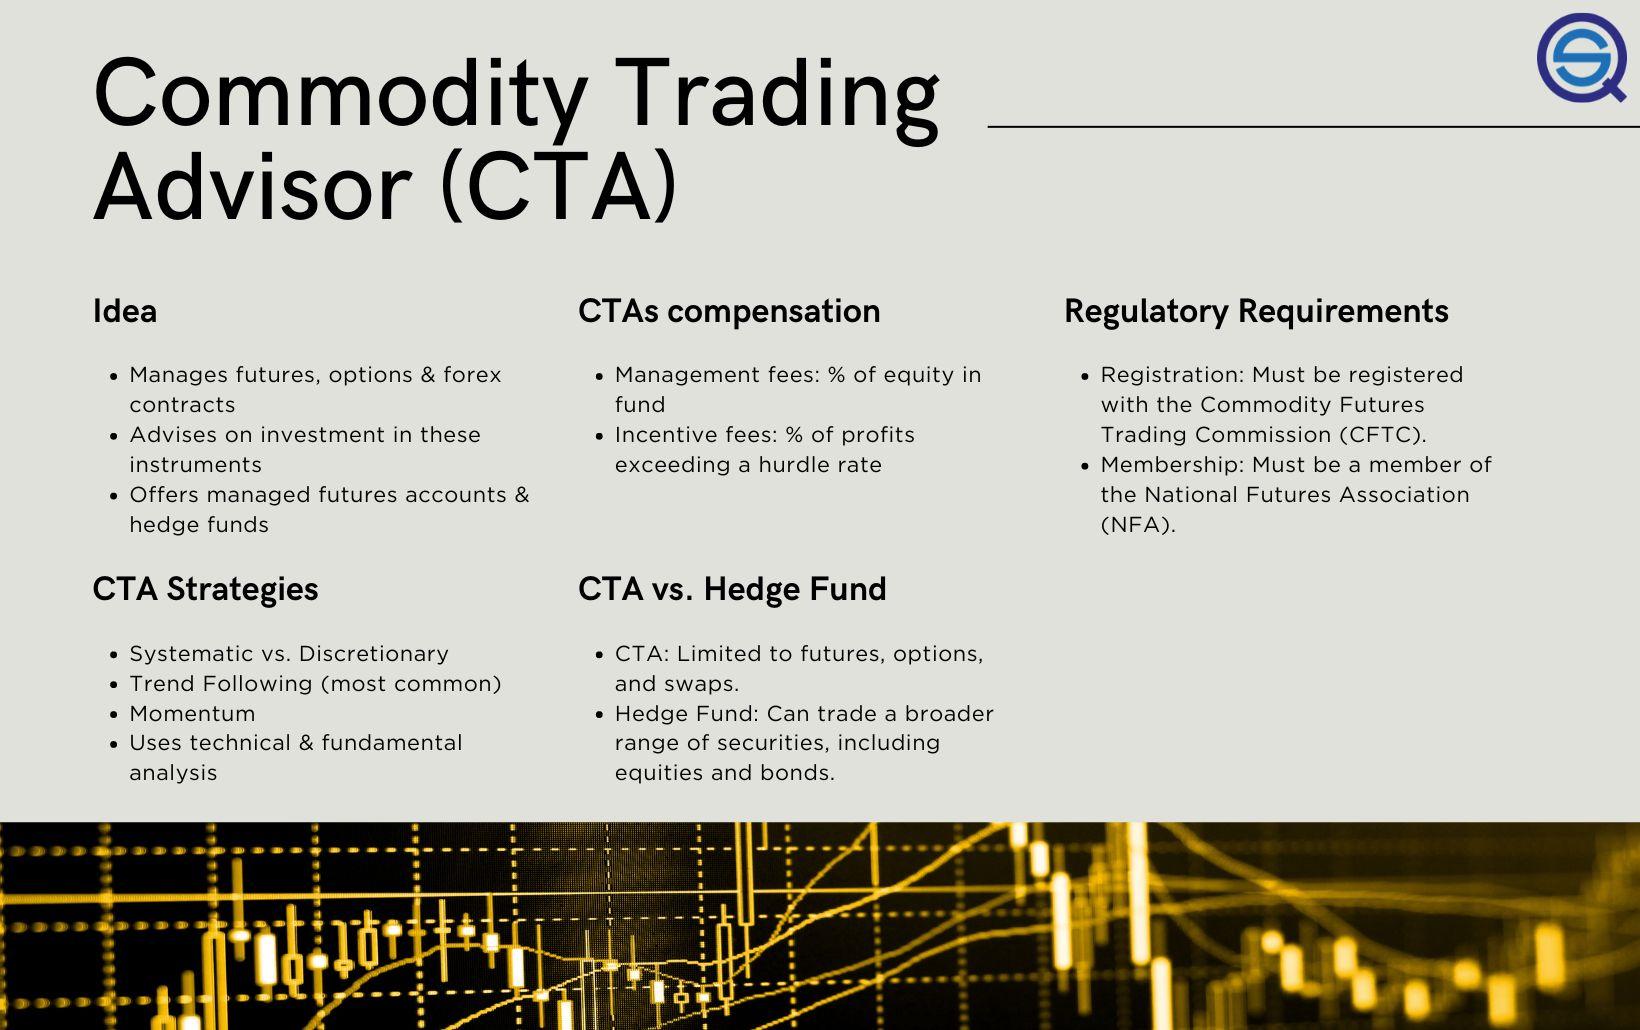 Commodity Trading
Advisor (CTA)
Idea
Manages futures, options & forex
contracts
Advises on investment in these
instruments
Offers managed futures accounts &
hedge funds
CTAs compensation
Management fees: % of equity in
fund
Incentive fees: % of profits
exceeding a hurdle rate
Regulatory Requirements
Registration: Must be registered
with the Commodity Futures
Trading Commission (CFTC).
Membership: Must be a member of
the National Futures Association
(NFA).
CTA Strategies
Systematic vs. Discretionary
Trend Following (most common)
Momentum
Uses technical & fundamental
analysis
CTA vs. Hedge Fund
CTA: Limited to futures, options,
and swaps.
Hedge Fund: Can trade a broader
range of securities, including
equities and bonds.